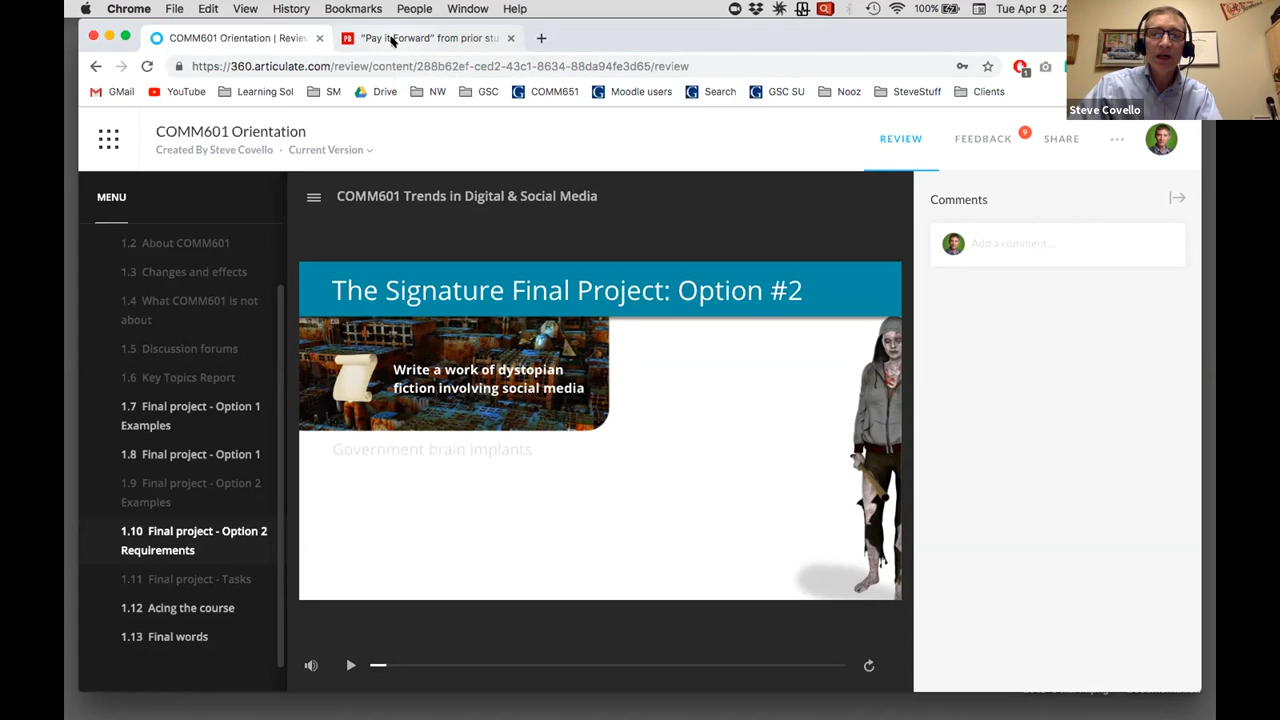 Chrome File Edit View History Bookmarks People Window Help 100% Tue Apr 9 2:4
COMM601 Orientation | Review "Pay it Forward" from prior stu
https://360.articulate.com/review/content
62ef-ced2-43c1-8634-88da94fe3d65/review
1
GMail YouTube Learning Sol SM Drive NW GSC COMM651 Moodle users Search GSC SU Nooz SteveStuff Clients
Steve Covello
COMM601 Orientation
Created By Steve Covello · Current Version
REVIEW FEEDBACK 9 SHARE
MENU
1.2 About COMM601
1.3 Changes and effects
1.4 What COMM601 is not
about
1.5 Discussion forums
1.6 Key Topics Report
1.7 Final project - Option 1
Examples
1.8 Final project - Option 1
1.9 Final project - Option 2
Examples
1.10 Final project - Option 2
Requirements
1.11 Final project - Tasks
1.12 Acing the course
1.13 Final words
COMM601 Trends in Digital & Social Media
The Signature Final Project: Option #2
Write a work of dystopian
fiction involving social media
Government brain implants
Comments
Add a comment...